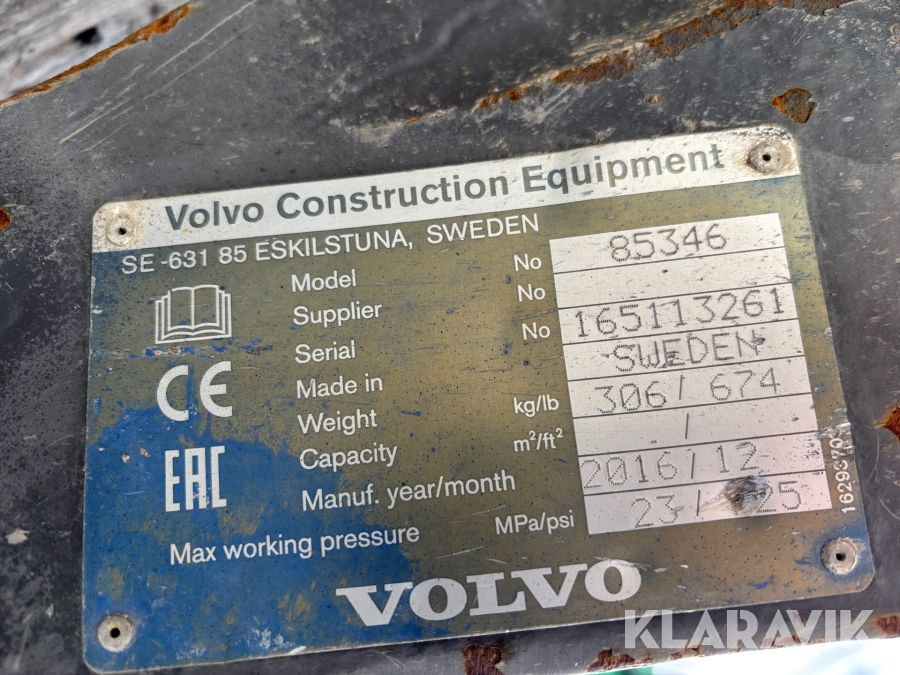 Volvo Construction Equipment
SE -631 85 ESKILSTUNA, SWEDEN
Model No 85346
Supplier No
Serial No 165113261
Made in SWEDEN
Weight kg/lb 306/ 674
Capacity m²/ft² /
Manuf. year/month 2016/12
Max working pressure MPa/psi 23/
CE
EAC
VOLVO
1629370
KLARAVIK